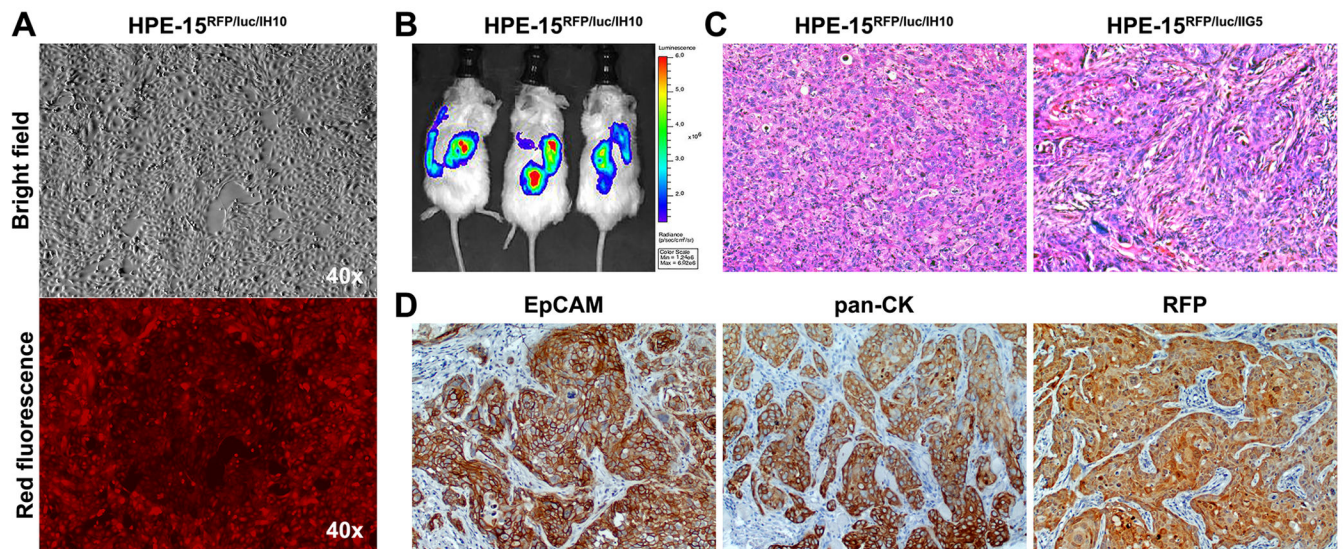 A
HPE-15RFP/luc/IH10
Bright field
40x
Red fluorescence
40x
B
HPE-15RFP/luc/IH10
Luminescence
6.0
5.0
4.0
x10⁶
3.0
2.0
Radiance
(p/sec/cm²/sr)
Color Scale
Min = 1.24e6
Max = 6.92e6
C
HPE-15RFP/luc/IH10
HPE-15RFP/luc/IIG5
D
EpCAM
pan-CK
RFP